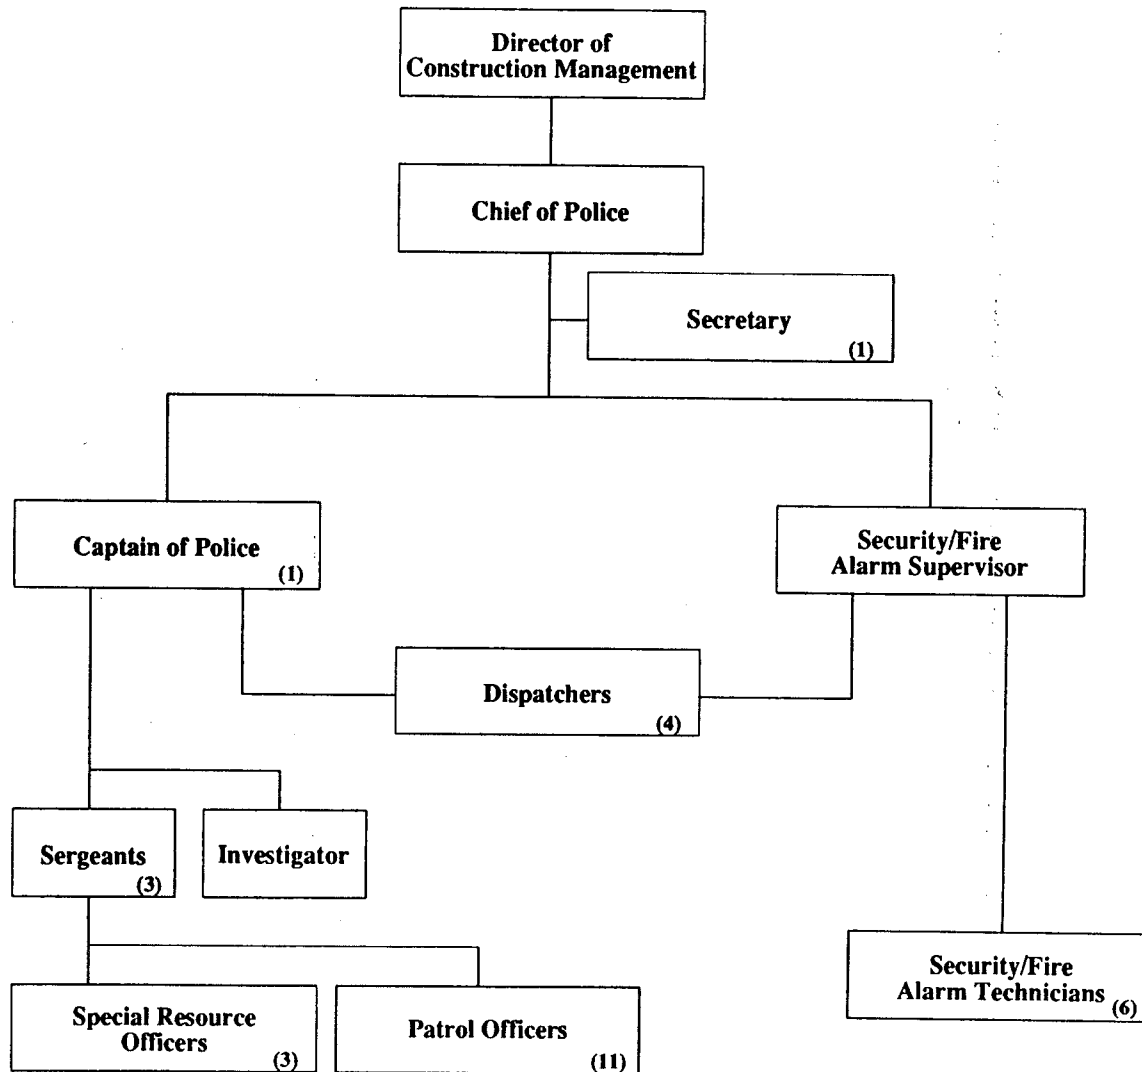 Director of
Construction Management
Chief of Police
Secretary
(1)
Captain of Police
(1)
Security/Fire
Alarm Supervisor
Dispatchers
(4)
Sergeants
(3)
Investigator
Special Resource
Officers
(3)
Patrol Officers
(11)
Security/Fire
Alarm Technicians
(6)